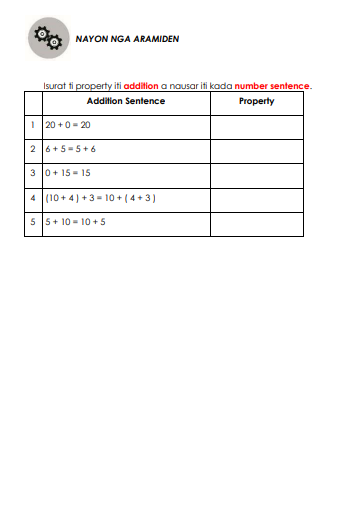 NAYON NGA ARAMIDEN
Isurat ti property iti addition a nausar iti kada number sentence.
Addition Sentence Property
1 20 + 0 = 20
2 6 + 5 = 5 + 6
3 0 + 15 = 15
4 (10 + 4 ) + 3 = 10 + ( 4 + 3 )
5 5 + 10 = 10 + 5